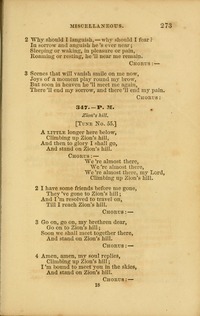 MISCELLANEOUS. 273
2 Why should I languish,—why should I fear?
In sorrow and anguish he's ever near;
Sleeping or waking, in pleasure or pain,
Roaming or resting, he'll near me remain.
CHORUS:—
3 Scenes that will vanish smile on me now,
Joys of a moment play round my brow,
But soon in heaven he'll meet me again,
There'll end my sorrow, and there'll end my pain.
CHORUS:
347.—P. M.
Zion's hill.
[TUNE No. 55.]
A LITTLE longer here below,
Climbing up Zion's hill;
And then to glory I shall go,
And stand on Zion's hill.
CHORUS:—
We're almost there,
We're almost there,
We're almost there, my Lord,
Climbing up Zion's hill.
2 I have some friends before me gone,
They've gone to Zion's hill;
And I'm resolved to travel on,
Till I reach Zion's hill.
CHORUS:—
3 Go on, go on, my brethren dear,
Go on to Zion's hill;
Soon we shall meet together there,
And stand on Zion's hill.
CHORUS:—
4 Amen, amen, my soul replies,
Climbing up Zion's hill;
I'm bound to meet you in the skies,
And stand on Zion's hill.
CHORUS:—
18